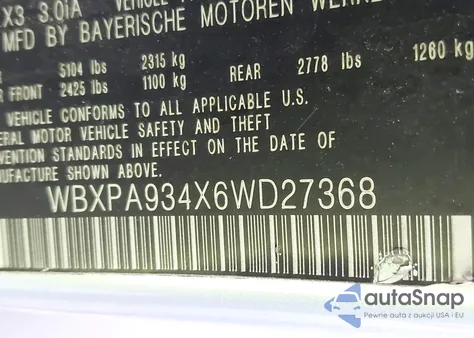 X3 3.0iA VEHICLE
MFD BY BAYERISCHE MOTOREN
5104 lbs 2315 kg
FRONT 2425 lbs 1100 kg REAR 2778 lbs 1260 kg
VEHICLE CONFORMS TO ALL APPLICABLE U.S.
MOTOR VEHICLE SAFETY AND THEFT
STANDARDS IN EFFECT ON THE DATE OF
SHOWN ABOVE.
WBXPA934X6WD27368
autoSnap
Pewne auta z aukcji USA i EU